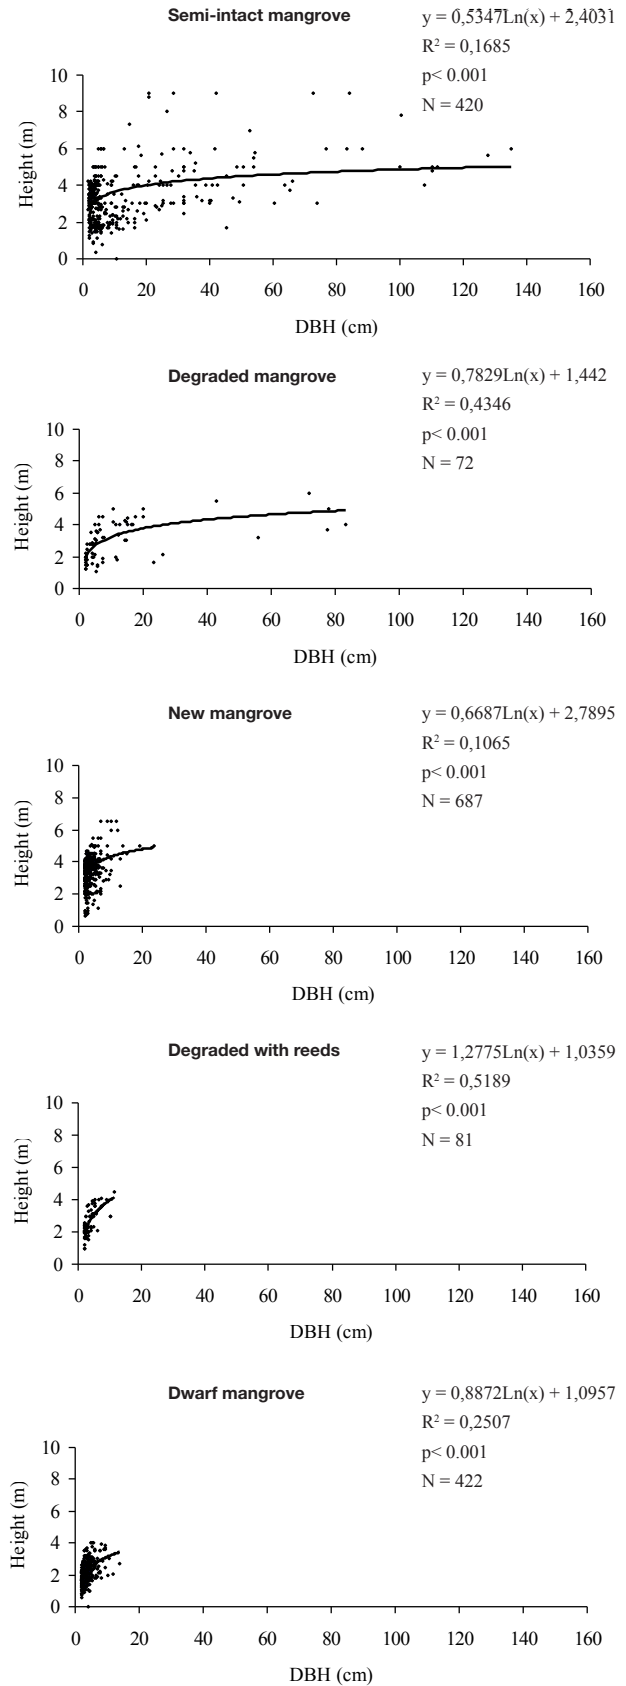 Semi-intact mangrove
y = 0,5347Ln(x) + 2,4031
R² = 0,1685
p< 0.001
N = 420
Height (m)
10
8
6
4
2
0
0 20 40 60 80 100 120 140 160
DBH (cm)
Degraded mangrove
y = 0,7829Ln(x) + 1,442
R² = 0,4346
p< 0.001
N = 72
Height (m)
10
8
6
4
2
0
0 20 40 60 80 100 120 140 160
DBH (cm)
New mangrove
y = 0,6687Ln(x) + 2,7895
R² = 0,1065
p< 0.001
N = 687
Height (m)
10
8
6
4
2
0
0 20 40 60 80 100 120 140 160
DBH (cm)
Degraded with reeds
y = 1,2775Ln(x) + 1,0359
R² = 0,5189
p< 0.001
N = 81
Height (m)
10
8
6
4
2
0
0 20 40 60 80 100 120 140 160
DBH (cm)
Dwarf mangrove
y = 0,8872Ln(x) + 1,0957
R² = 0,2507
p< 0.001
N = 422
Height (m)
10
8
6
4
2
0
0 20 40 60 80 100 120 140 160
DBH (cm)